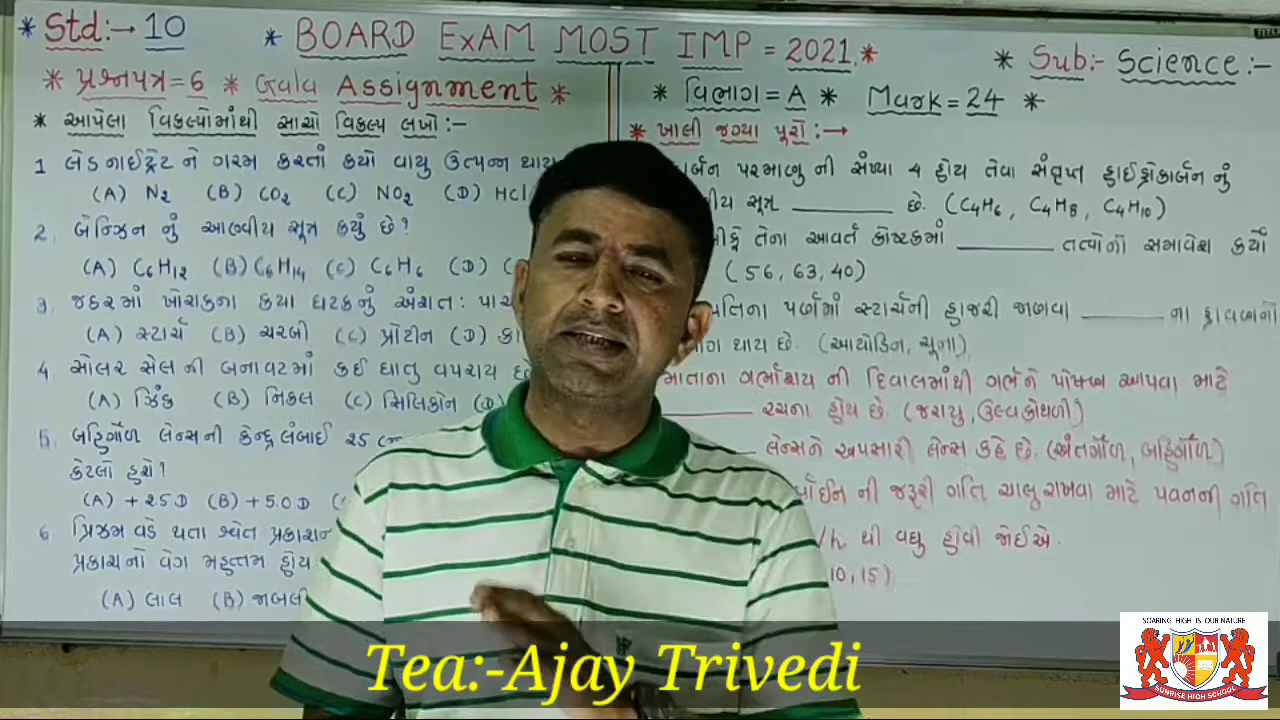 * Std:→ 10
* BOARD ExAM MOST IMP = 2021.*
* Sub:- Science:-
* પ્રશ્નપત્ર = 6 * Gala Assignment *
* વિભાગ = A * Mark = 24 *
* આપેલા વિકલ્પોમાંથી સાચો વિકલ્પ લખો:-
1 લેડ નાઈટ્રેટ ને ગરમ કરતાં કયો વાયુ ઉત્પન્ન થાય
(A) N₂ (B) CO₂ (C) NO₂ (D) HCl
2. બેન્ઝિન નું આણ્વીય સૂત્ર કયું છે?
(A) C₆H₁₂ (B) C₆H₁₄ (C) C₆H₆ (D)
3. જઠરમાં ખોરાકના કયા ઘટકનું અંશત: પાચ
(A) સ્ટાર્ચ (B) ચરબી (C) પ્રોટીન (D)
4. સોલર સેલ ની બનાવટમાં કઈ ધાતુ વપરાય છ
(A) ઝિંક (B) નિકલ (C) સિલિકોન (D)
5. બહિર્ગોળ લેન્સની કેન્દ્રલંબાઈ 25 cm
કેટલો હશે?
(A) +2.5 D (B) +5.0 D
6. પ્રિઝમ વડે થતા શ્વેત પ્રકાશન
પ્રકાશનો વેગ મહત્તમ હોય
(A) લાલ (B) જાંબલી
* ખાલી જગ્યા પૂરો:→
ર્બન પરમાણુ ની સંખ્યા 4 હોય તેવા સંતૃપ્ત હાઈડ્રોકાર્બન નું
ીય સૂત્ર ________ છે. (C₄H₆, C₄H₈, C₄H₁₀)
તેના આવર્ત કોષ્ટકમાં ________ તત્વોનો સમાવેશ કર્યો
(56, 63, 40)
પર્ણમાં સ્ટાર્ચની હાજરી જાણવા ________ ના દ્રાવણનો
થાય છે. (આયોડિન, ચૂના)
માતાના ગર્ભાશય ની દિવાલમાંથી ગર્ભને પોષણ આપવા માટે
________ રચના હોય છે. (જરાયુ, ઉલ્વકોથળી)
લેન્સને અપસારી લેન્સ કહે છે. (અંતર્ગોળ, બહિર્ગોળ)
ની જરૂરી ગતિ ચાલુ રાખવા માટે પવનની ગતિ
/h થી વધુ હોવી જોઈએ.
10, 15)
Tea:-Ajay Trivedi
SOARING HIGH IS OUR NATURE
SUNRISE HIGH SCHOOL